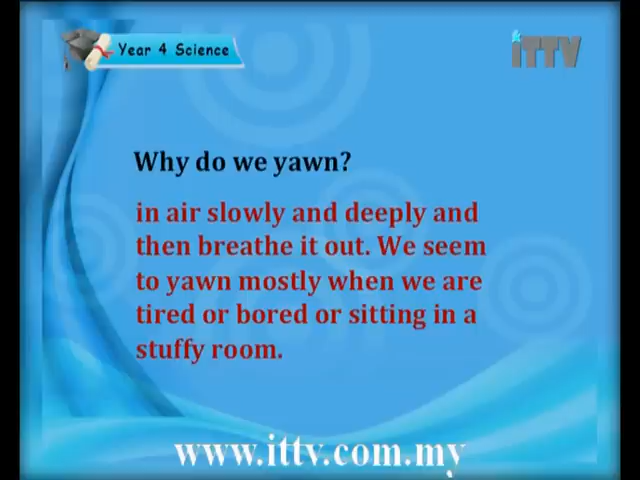 Year 4 Science
iTTV
Why do we yawn?
in air slowly and deeply and
then breathe it out. We seem
to yawn mostly when we are
tired or bored or sitting in a
stuffy room.
www.ittv.com.my